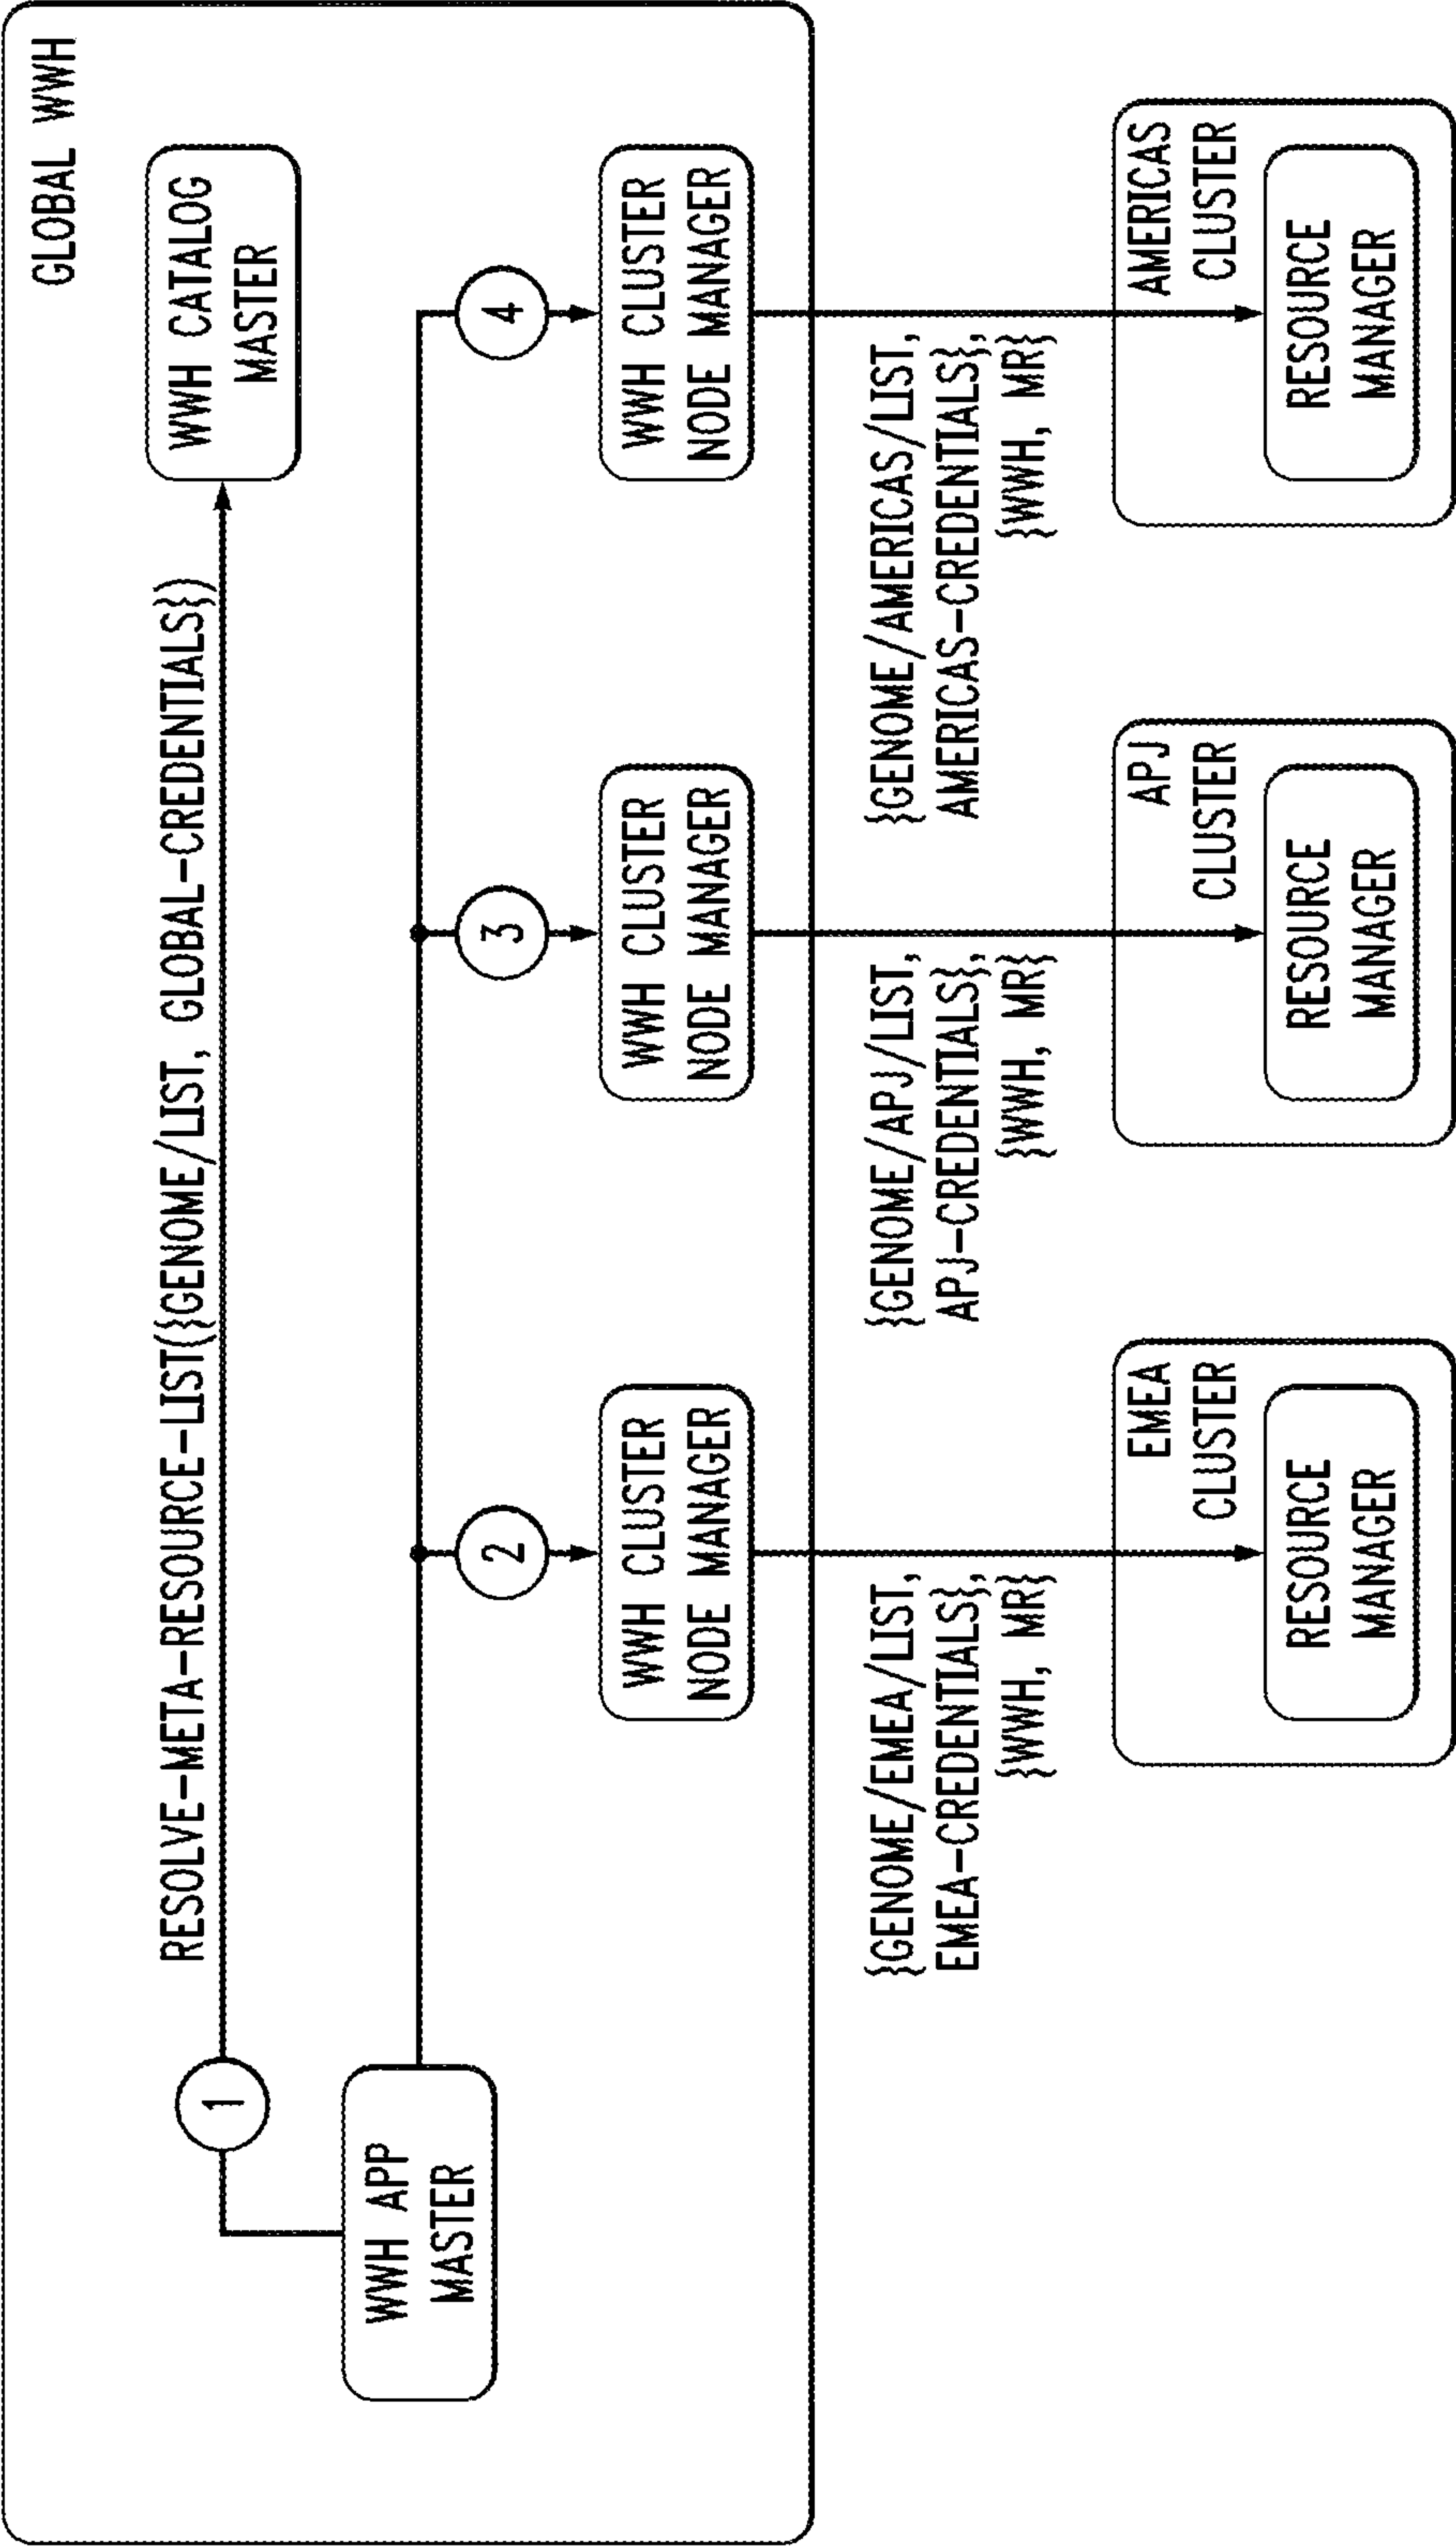 GLOBAL WWH
1
RESOLVE-META-RESOURCE-LIST({GENOME/LIST, GLOBAL-CREDENTIALS})
WWH CATALOG
MASTER
WWH APP
MASTER
2
WWH CLUSTER
NODE MANAGER
3
WWH CLUSTER
NODE MANAGER
4
WWH CLUSTER
NODE MANAGER
{GENOME/EMEA/LIST,
EMEA-CREDENTIALS},
{WWH, MR}
{GENOME/APJ/LIST,
APJ-CREDENTIALS},
{WWH, MR}
{GENOME/AMERICAS/LIST,
AMERICAS-CREDENTIALS},
{WWH, MR}
EMEA
CLUSTER
RESOURCE
MANAGER
APJ
CLUSTER
RESOURCE
MANAGER
AMERICAS
CLUSTER
RESOURCE
MANAGER